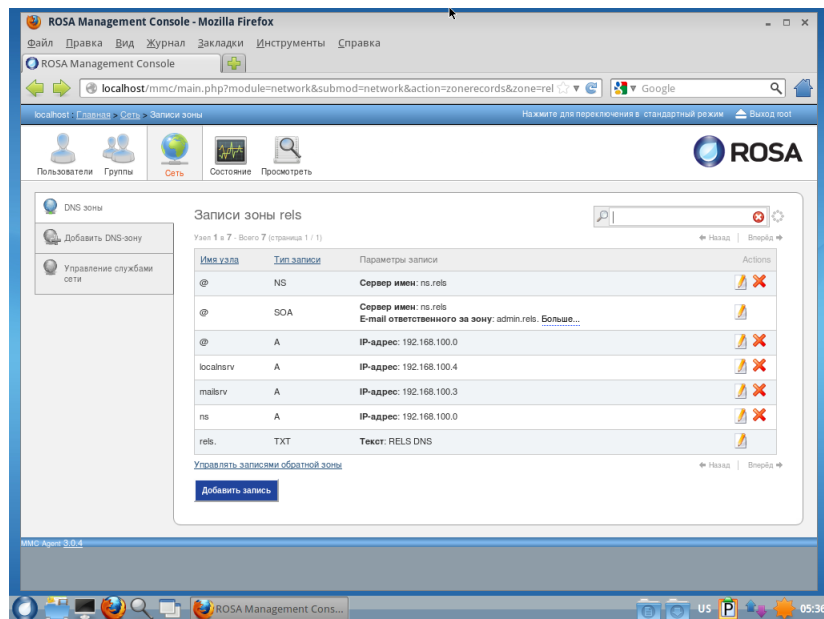 ROSA Management Console - Mozilla Firefox
Файл Правка Вид Журнал Закладки Инструменты Справка
ROSA Management Console
localhost/mmc/main.php?module=network&submod=network&action=zonerecords&zone=rel
Google
localhost : Главная > Сеть > Записи зоны
Нажмите для переключения в стандартный режим Выход root
Пользователи Группы Сеть Состояние Просмотреть
ROSA
DNS зоны
Добавить DNS-зону
Управление службами
сети
Записи зоны rels
Узел 1 в 7 - Всего 7 (страница 1 / 1)
Назад | Вперёд
Имя узла Тип записи Параметры записи Actions
@ NS Сервер имен: ns.rels
@ SOA Сервер имен: ns.rels
E-mail ответственного за зону: admin.rels. Больше...
@ A IP-адрес: 192.168.100.0
localnsrv A IP-адрес: 192.168.100.4
mailsrv A IP-адрес: 192.168.100.3
ns A IP-адрес: 192.168.100.0
rels. TXT Текст: RELS DNS
Управлять записями обратной зоны
Назад | Вперёд
Добавить запись
MMC Agent 3.0.4
ROSA Management Cons...
US
P
05:36